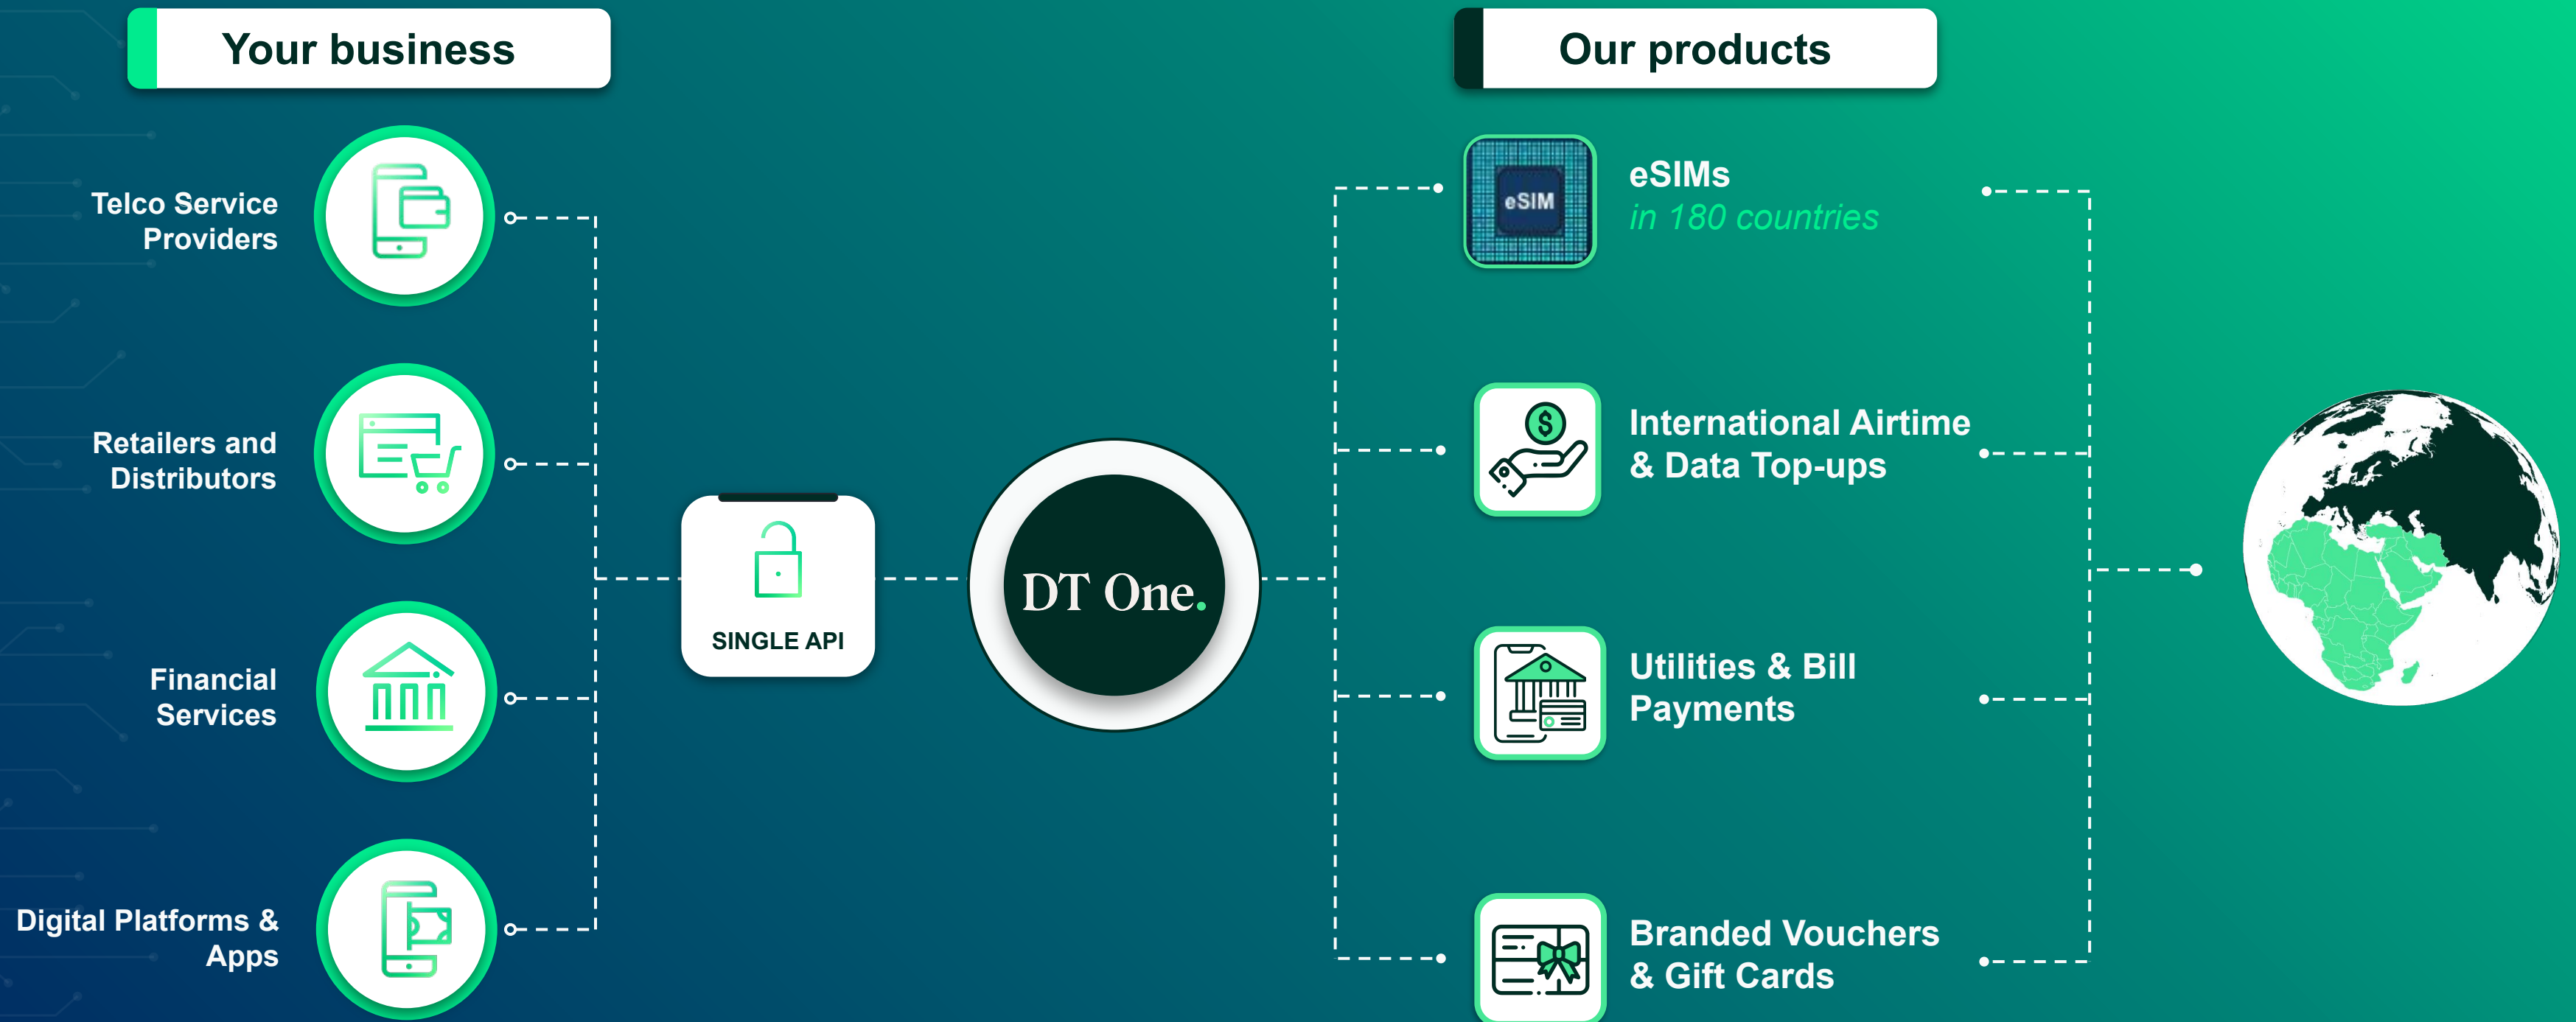 Your business
Telco Service
Providers
Retailers and
Distributors
Financial
Services
Digital Platforms &
Apps
SINGLE API
DT One.
Our products
eSIM
eSIMs
in 180 countries
International Airtime
& Data Top-ups
Utilities & Bill
Payments
Branded Vouchers
& Gift Cards